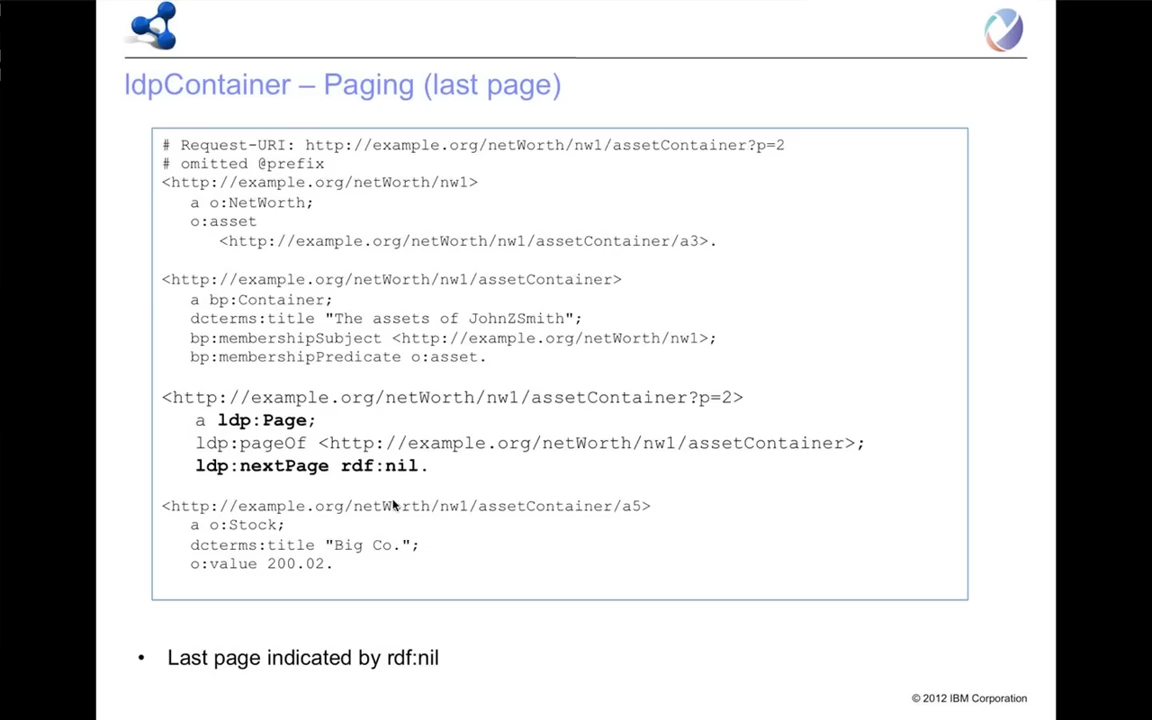 ldpContainer – Paging (last page)
# Request-URI: http://example.org/netWorth/nw1/assetContainer?p=2
# omitted @prefix
<http://example.org/netWorth/nw1>
a o:NetWorth;
o:asset
<http://example.org/netWorth/nw1/assetContainer/a3>.
<http://example.org/netWorth/nw1/assetContainer>
a bp:Container;
dcterms:title "The assets of JohnZSmith";
bp:membershipSubject <http://example.org/netWorth/nw1>;
bp:membershipPredicate o:asset.
<http://example.org/netWorth/nw1/assetContainer?p=2>
a ldp:Page;
ldp:pageOf <http://example.org/netWorth/nw1/assetContainer>;
ldp:nextPage rdf:nil.
<http://example.org/netWorth/nw1/assetContainer/a5>
a o:Stock;
dcterms:title "Big Co.";
o:value 200.02.
• Last page indicated by rdf:nil
© 2012 IBM Corporation